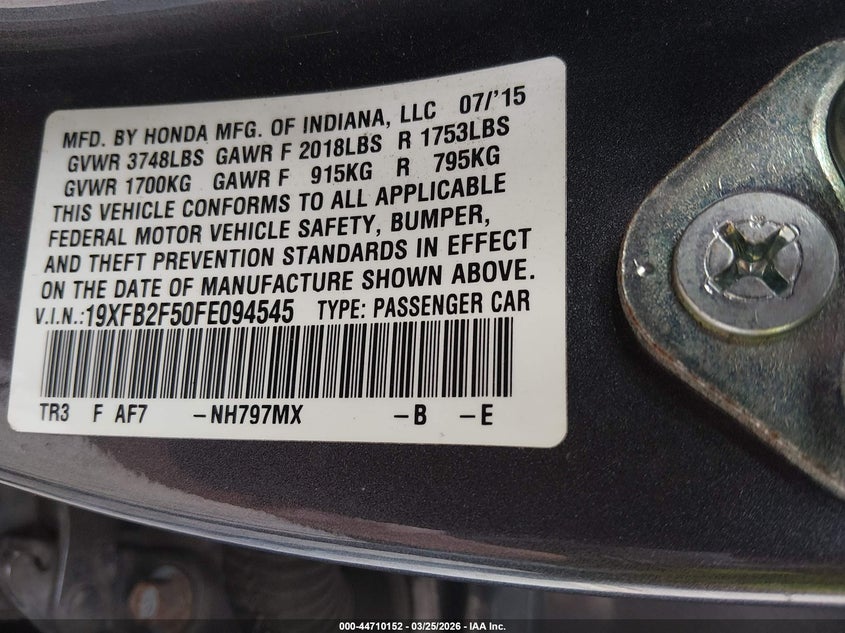 MFD. BY HONDA MFG. OF INDIANA, LLC 07/'15
GVWR 3748LBS GAWR F 2018LBS R 1753LBS
GVWR 1700KG GAWR F 915KG R 795KG
THIS VEHICLE CONFORMS TO ALL APPLICABLE
FEDERAL MOTOR VEHICLE SAFETY, BUMPER,
AND THEFT PREVENTION STANDARDS IN EFFECT
ON THE DATE OF MANUFACTURE SHOWN ABOVE.
V.I.N.:19XFB2F50FE094545 TYPE: PASSENGER CAR
TR3 F AF7 -NH797MX -B -E
000-44710152 - 03/25/2026 - IAA Inc.